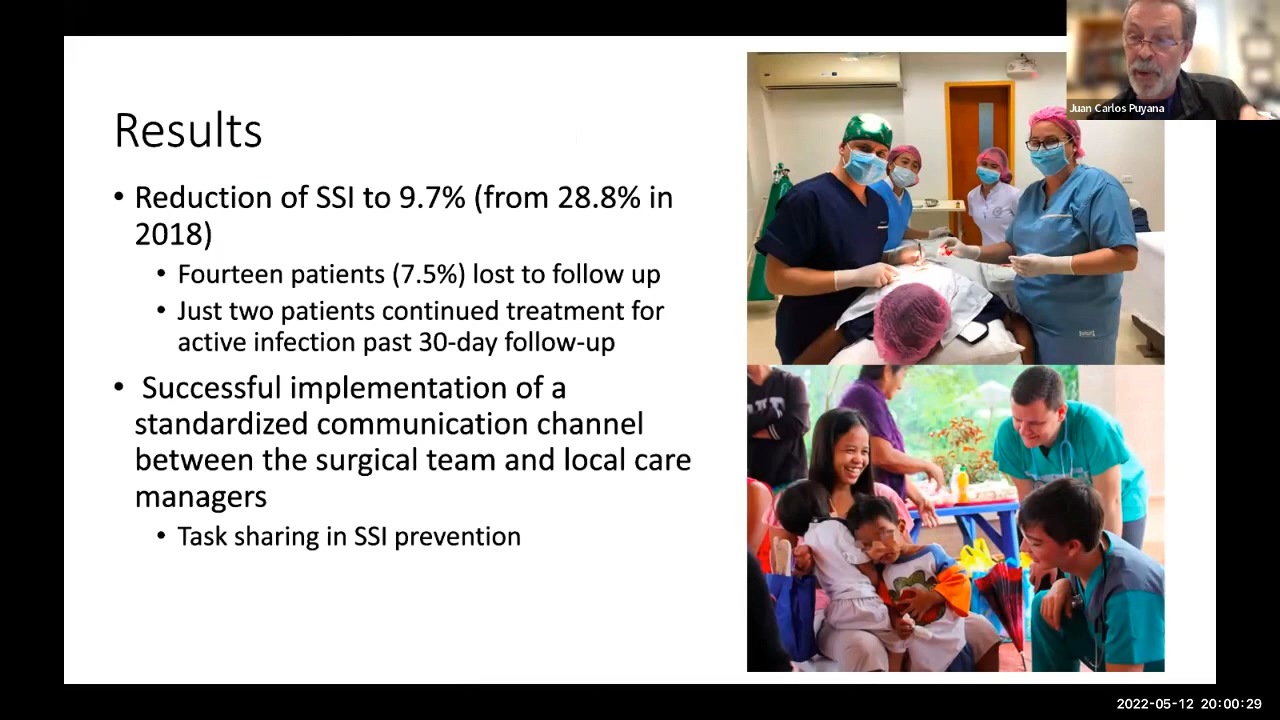 Results
• Reduction of SSI to 9.7% (from 28.8% in
2018)
• Fourteen patients (7.5%) lost to follow up
• Just two patients continued treatment for
active infection past 30-day follow-up
• Successful implementation of a
standardized communication channel
between the surgical team and local care
managers
• Task sharing in SSI prevention
Juan Carlos Puyana
2022-05-12 20:00:29